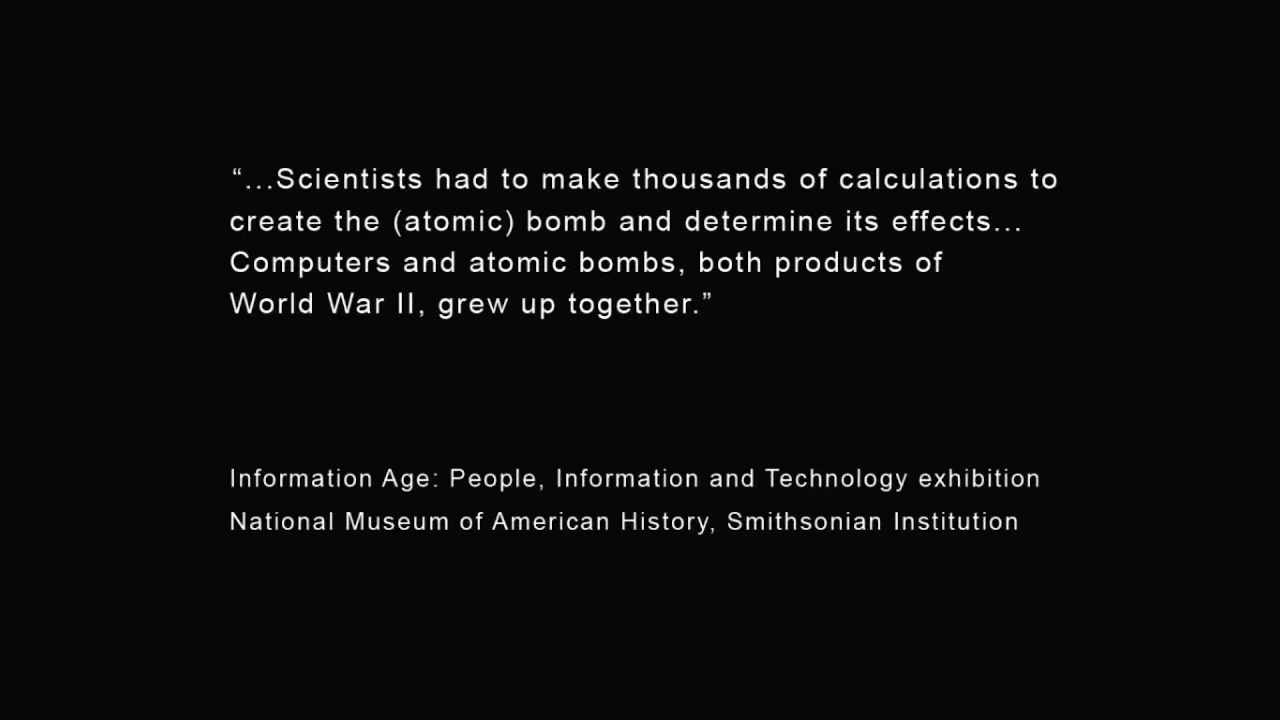 “...Scientists had to make thousands of calculations to
create the (atomic) bomb and determine its effects...
Computers and atomic bombs, both products of
World War II, grew up together.”
Information Age: People, Information and Technology exhibition
National Museum of American History, Smithsonian Institution